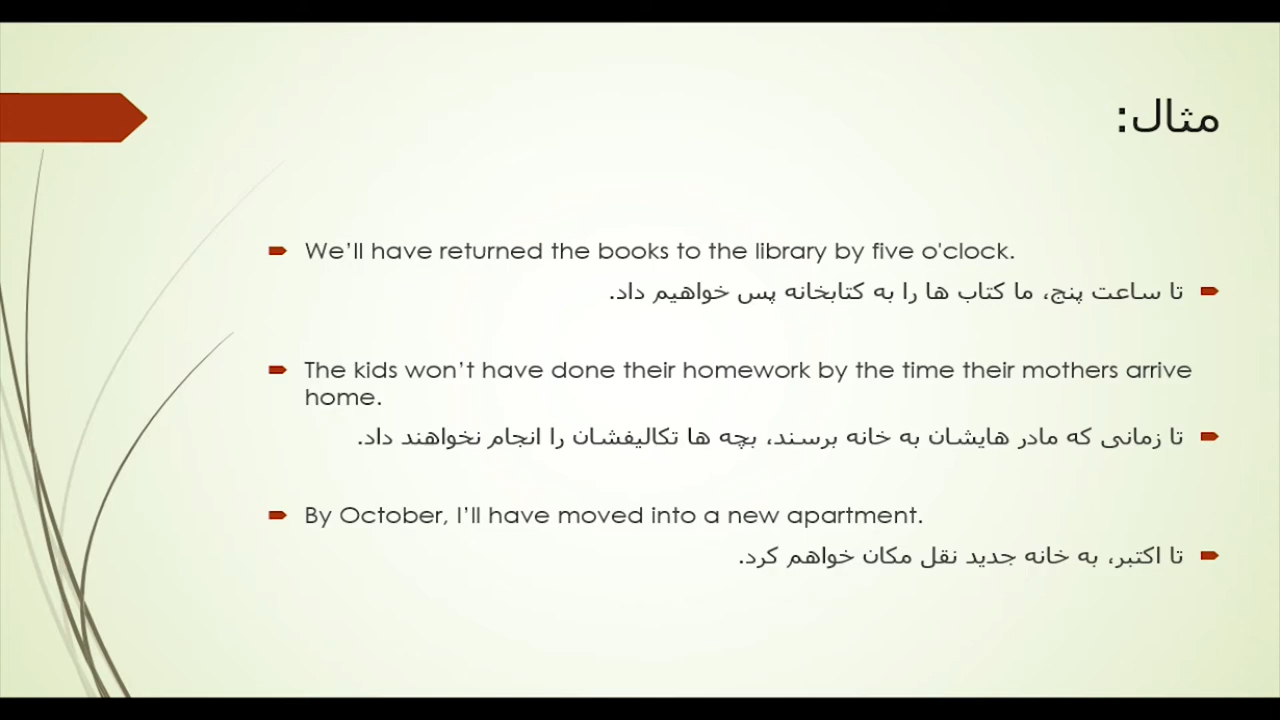 مثال:
We’ll have returned the books to the library by five o'clock.
تا ساعت پنج، ما کتاب ها را به کتابخانه پس خواهیم داد.
The kids won’t have done their homework by the time their mothers arrive
home.
تا زمانی که مادر هایشان به خانه برسند، بچه ها تکالیفشان را انجام نخواهند داد.
By October, I’ll have moved into a new apartment.
تا اکتبر، به خانه جدید نقل مکان خواهم کرد.